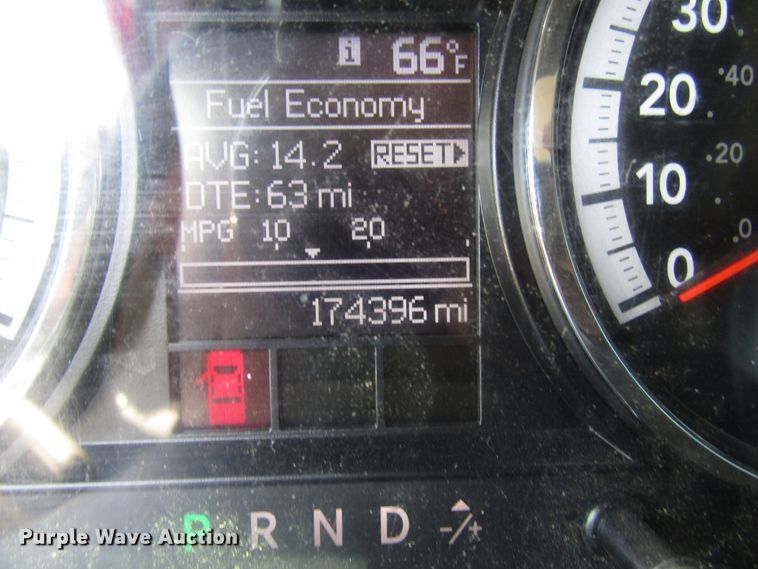 i 66°F
Fuel Economy
AVG: 14.2 RESET
DTE: 63 mi
MPG 10 20
174396 mi
P R N D -/+
30
40
20
20
10
0
0
Purple Wave Auction®